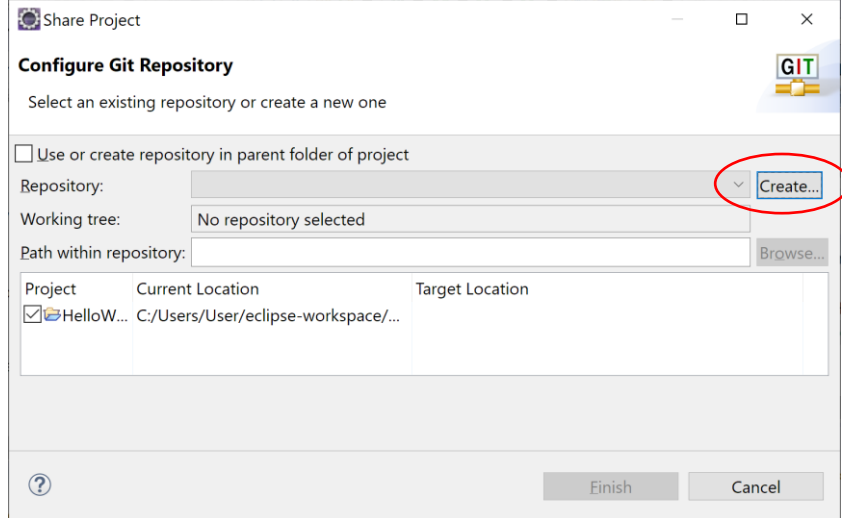 Share Project
Configure Git Repository
GIT
Select an existing repository or create a new one
Use or create repository in parent folder of project
Repository: Create...
Working tree: No repository selected
Path within repository: Browse...
Project Current Location Target Location
HelloW... C:/Users/User/eclipse-workspace/...
? Finish Cancel